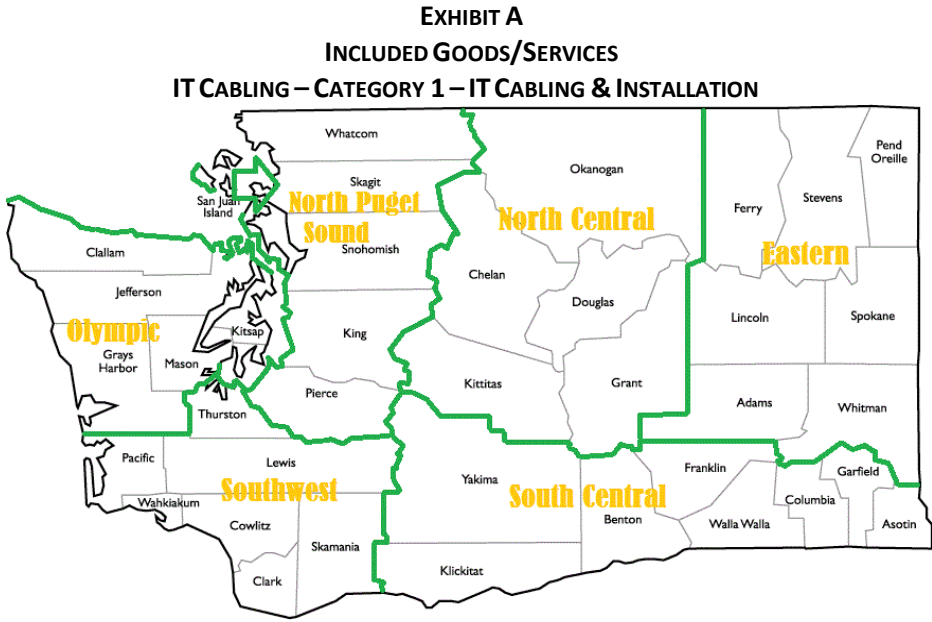 EXHIBIT A
INCLUDED GOODS/SERVICES
IT CABLING – CATEGORY 1 – IT CABLING & INSTALLATION
Whatcom
Okanogan
Pend
Oreille
Skagit
San Juan
Island
North Puget
Sound
North Central
Ferry
Stevens
Eastern
Clallam
Snohomish
Chelan
Jefferson
Douglas
Lincoln
Spokane
Olympic
Kitsap
King
Grays
Harbor
Mason
Kittitas
Grant
Pierce
Adams
Whitman
Thurston
Pacific
Lewis
Yakima
Franklin
Garfield
Southwest
South Central
Columbia
Wahkiakum
Cowlitz
Benton
Walla Walla
Asotin
Skamania
Klickitat
Clark